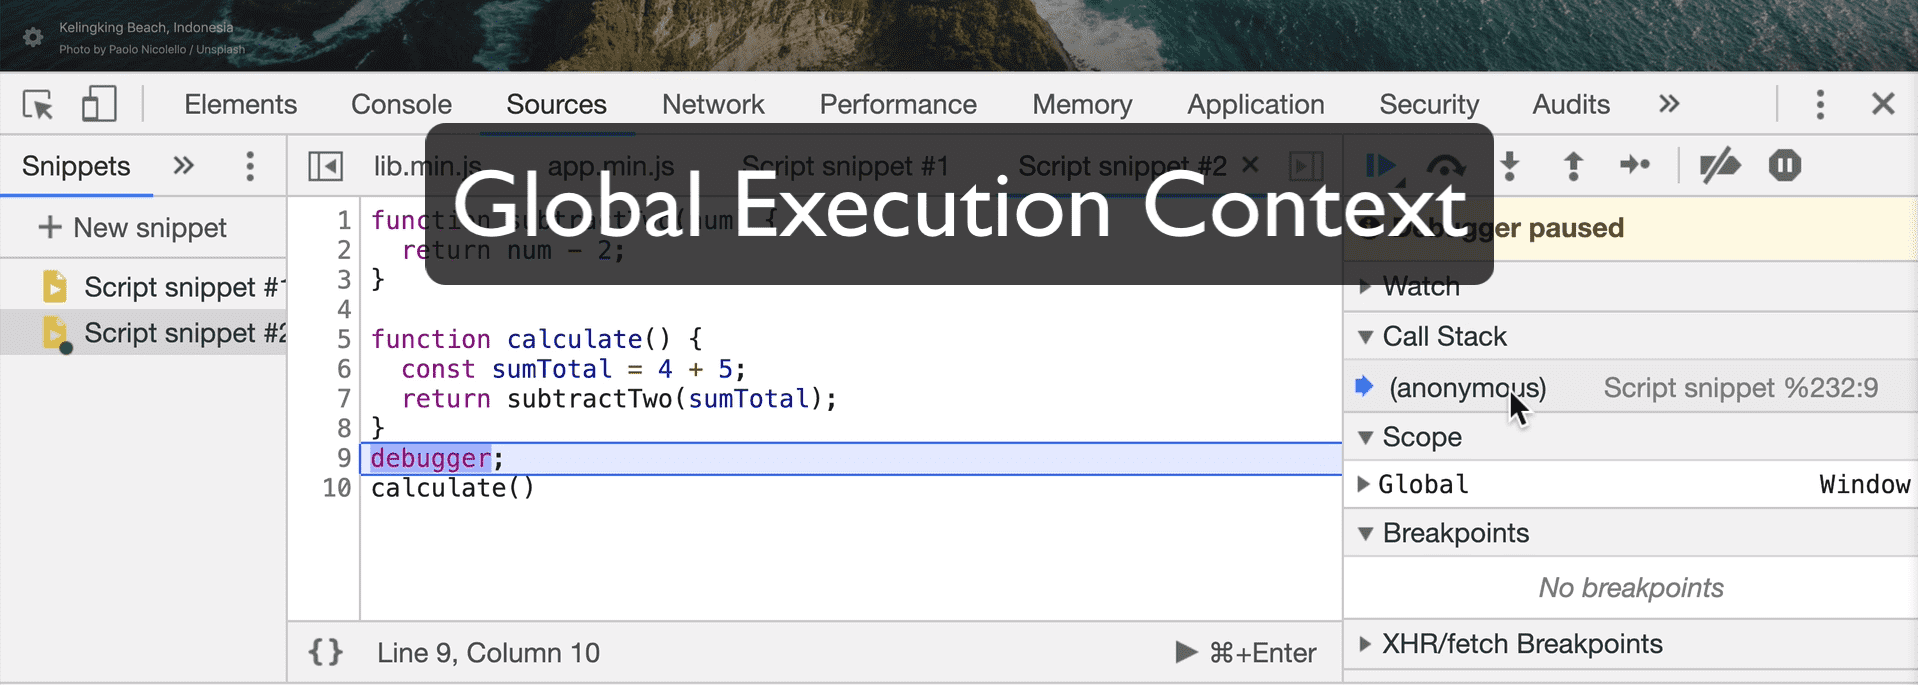 Kelingking Beach, Indonesia
Photo by Paolo Nicolello / Unsplash
Elements Console Sources Network Performance Memory Application Security Audits
Snippets
lib.min.js app.min.js Script snippet #1 Script snippet #2
Global Execution Context
New snippet
Script snippet #1
Script snippet #2
1 function subtractTwo(num) {
2 return num - 2;
3 }
4
5 function calculate() {
6 const sumTotal = 4 + 5;
7 return subtractTwo(sumTotal);
8 }
9 debugger;
10 calculate()
{} Line 9, Column 10
⌘+Enter
Debugger paused
Watch
Call Stack
(anonymous) Script snippet %232:9
Scope
Global Window
Breakpoints
No breakpoints
XHR/fetch Breakpoints